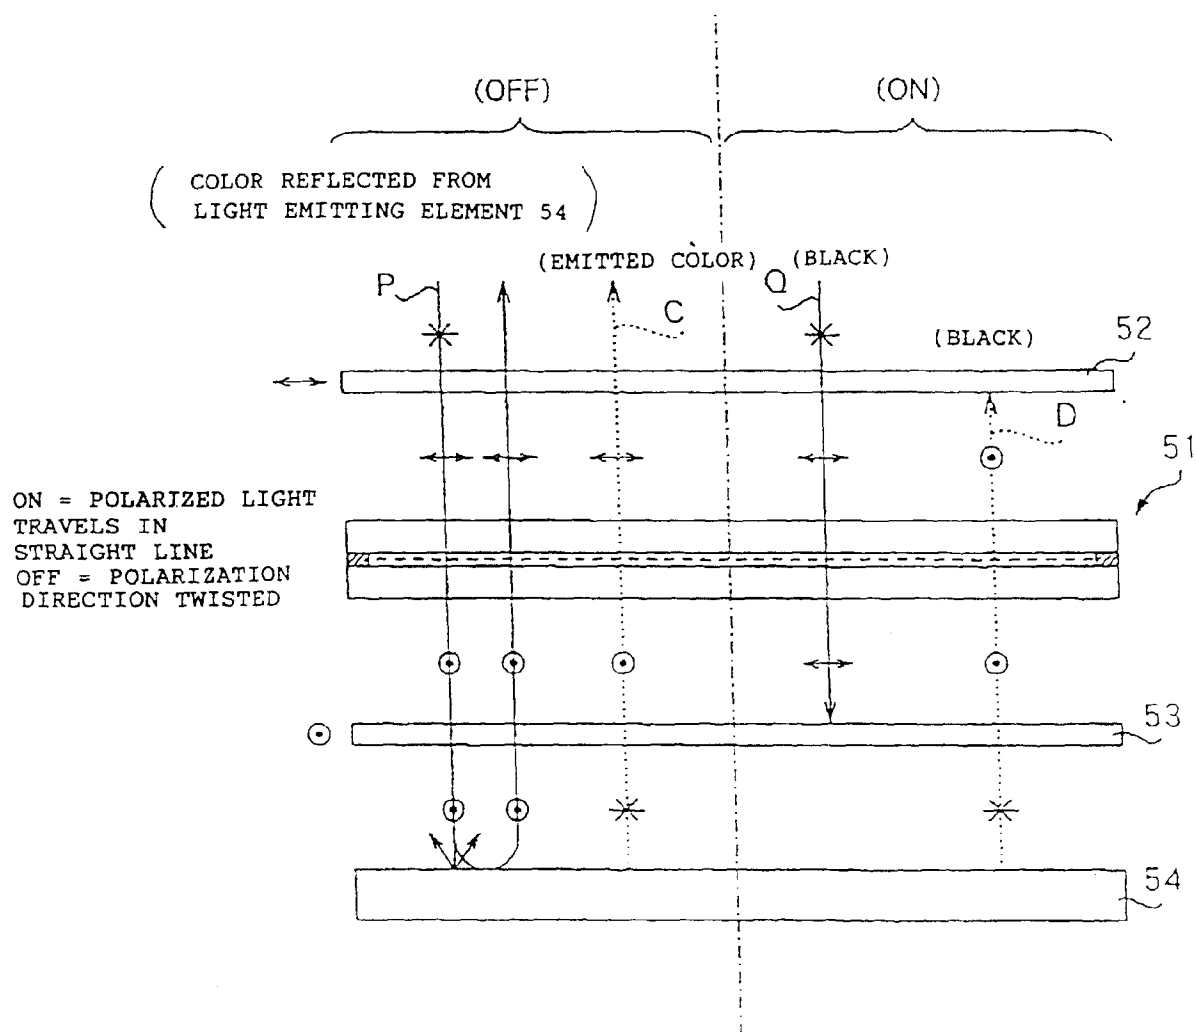 (OFF)
(ON)
(COLOR REFLECTED FROM
LIGHT EMITTING ELEMENT 54)
(EMITTED COLOR)
(BLACK)
P
C
Q
(BLACK)
52
D
51
ON = POLARIZED LIGHT
TRAVELS IN
STRAIGHT LINE
OFF = POLARIZATION
DIRECTION TWISTED
53
54